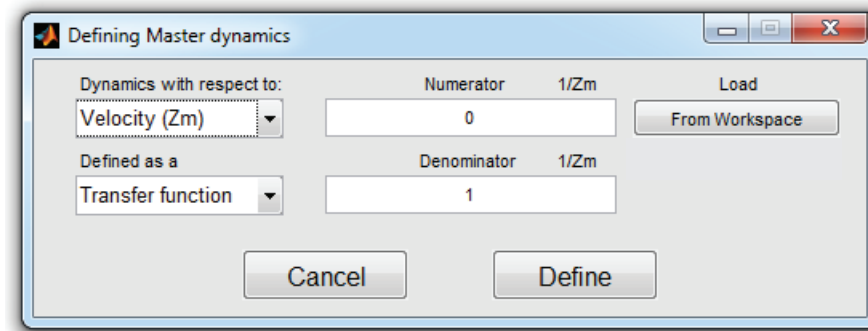 Defining Master dynamics
Dynamics with respect to: Numerator 1/Zm Load
Velocity (Zm) 0 From Workspace
Defined as a Denominator 1/Zm
Transfer function 1
Cancel Define